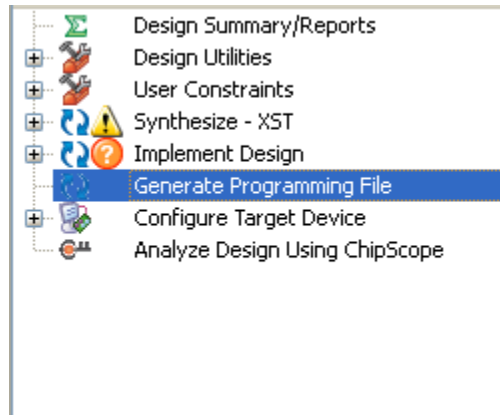 Design Summary/Reports
Design Utilities
User Constraints
Synthesize - XST
Implement Design
Generate Programming File
Configure Target Device
Analyze Design Using ChipScope